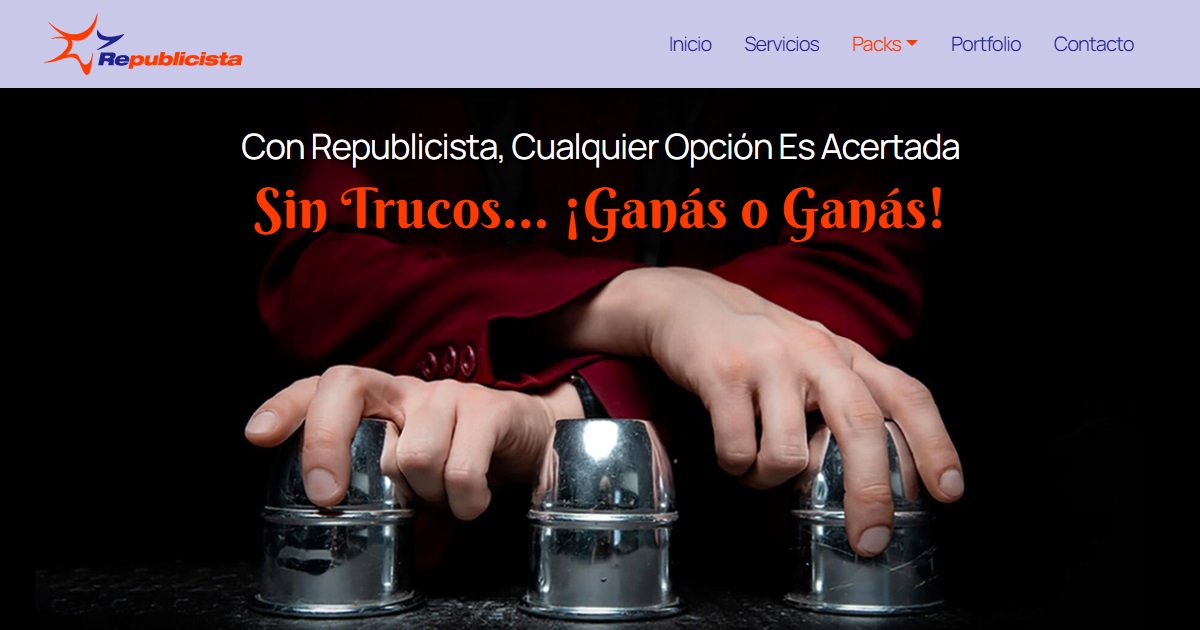 Republicista
Inicio Servicios Packs Portfolio Contacto
Con Republicista, Cualquier Opción Es Acertada
Sin Trucos... ¡Ganás o Ganás!